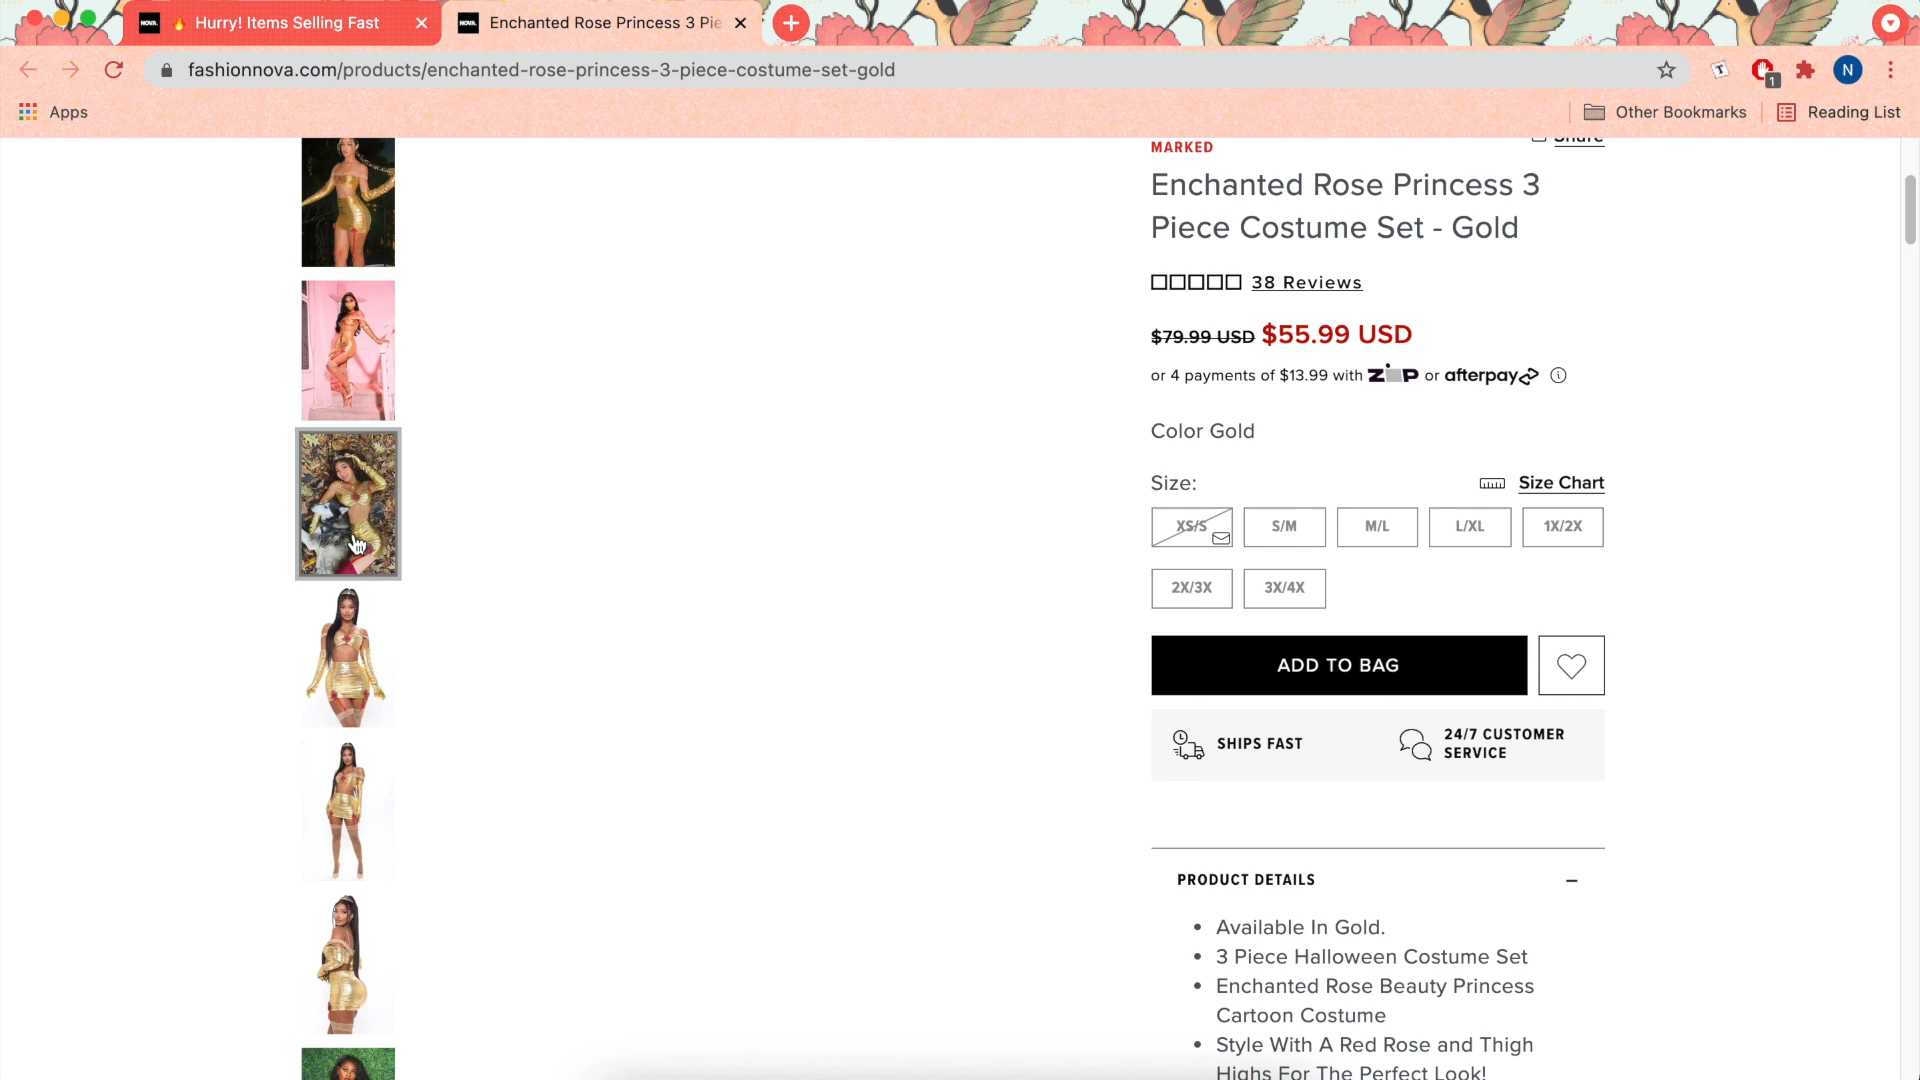 NOVA.
🔥 Hurry! Items Selling Fast
NOVA.
Enchanted Rose Princess 3 Pie
fashionnova.com/products/enchanted-rose-princess-3-piece-costume-set-gold
1
N
Apps
Other Bookmarks
Reading List
MARKED
Share
Enchanted Rose Princess 3
Piece Costume Set - Gold
38 Reviews
$79.99 USD $55.99 USD
or 4 payments of $13.99 with ZIP or afterpay
Color Gold
Size:
Size Chart
XS/S
S/M
M/L
L/XL
1X/2X
2X/3X
3X/4X
ADD TO BAG
SHIPS FAST
24/7 CUSTOMER
SERVICE
PRODUCT DETAILS
• Available In Gold.
• 3 Piece Halloween Costume Set
• Enchanted Rose Beauty Princess
Cartoon Costume
• Style With A Red Rose and Thigh
Highs For The Perfect Look!